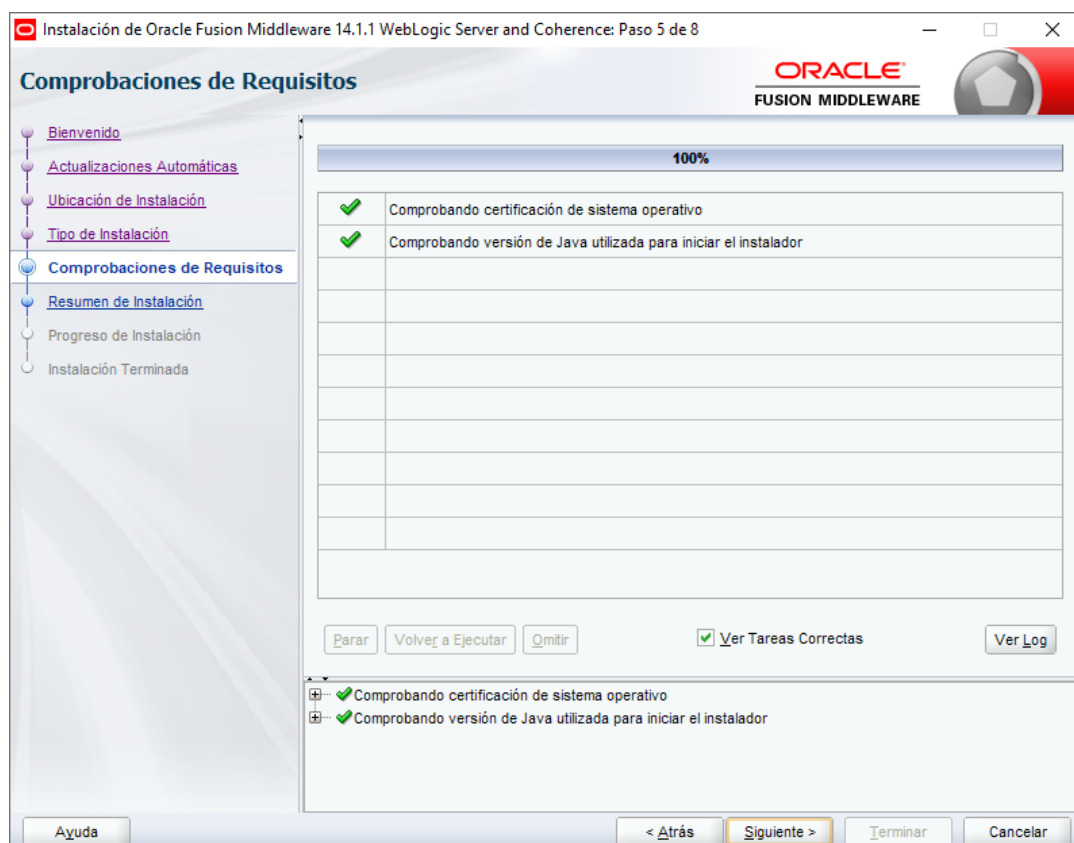 Instalación de Oracle Fusion Middleware 14.1.1 WebLogic Server and Coherence: Paso 5 de 8
Comprobaciones de Requisitos
ORACLE
FUSION MIDDLEWARE
Bienvenido
Actualizaciones Automáticas
Ubicación de Instalación
Tipo de Instalación
Comprobaciones de Requisitos
Resumen de Instalación
Progreso de Instalación
Instalación Terminada
100%
Comprobando certificación de sistema operativo
Comprobando versión de Java utilizada para iniciar el instalador
Parar Volver a Ejecutar Omitir Ver Tareas Correctas Ver Log
Comprobando certificación de sistema operativo
Comprobando versión de Java utilizada para iniciar el instalador
Ayuda < Atrás Siguiente > Terminar Cancelar